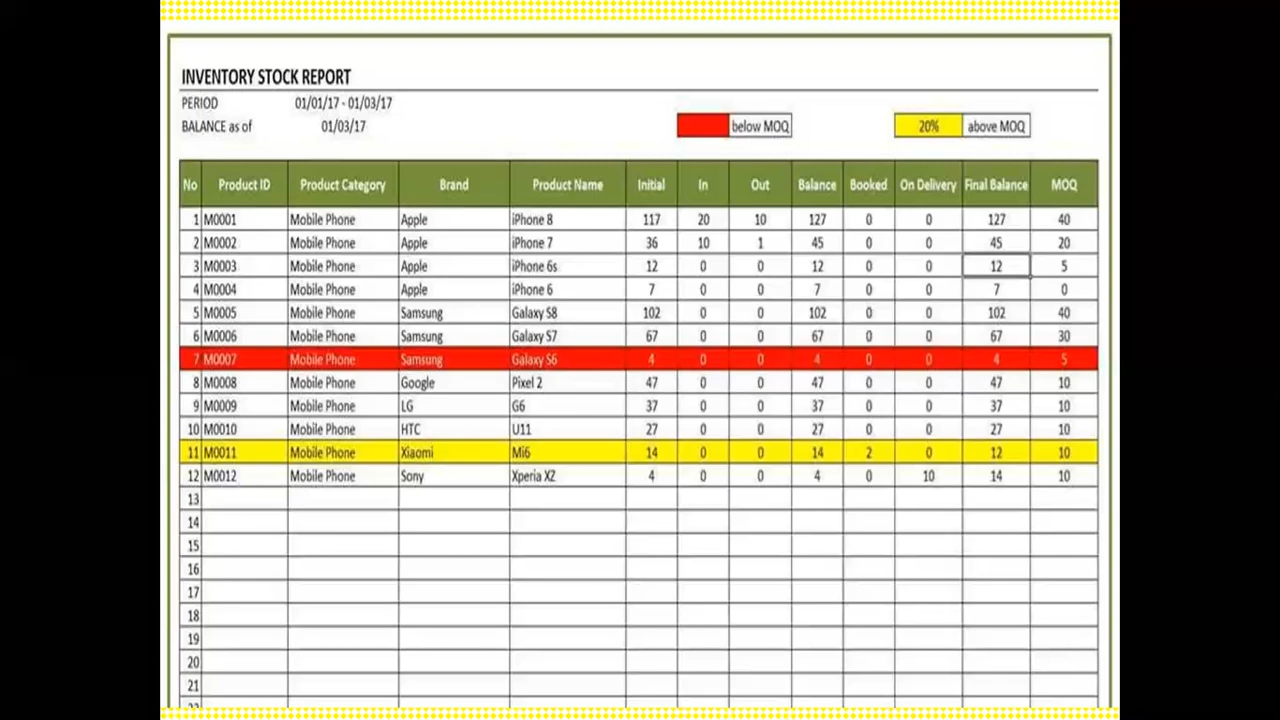 INVENTORY STOCK REPORT
PERIOD 01/01/17 - 01/03/17
BALANCE as of 01/03/17 below MOQ 20% above MOQ
No Product ID Product Category Brand Product Name Initial In Out Balance Booked On Delivery Final Balance MOQ
1 M0001 Mobile Phone Apple iPhone 8 117 20 10 127 0 0 127 40
2 M0002 Mobile Phone Apple iPhone 7 36 10 1 45 0 0 45 20
3 M0003 Mobile Phone Apple iPhone 6s 12 0 0 12 0 0 12 5
4 M0004 Mobile Phone Apple iPhone 6 7 0 0 7 0 0 7 0
5 M0005 Mobile Phone Samsung Galaxy S8 102 0 0 102 0 0 102 40
6 M0006 Mobile Phone Samsung Galaxy S7 67 0 0 67 0 0 67 30
7 M0007 Mobile Phone Samsung Galaxy S6 4 0 0 4 0 0 4 5
8 M0008 Mobile Phone Google Pixel 2 47 0 0 47 0 0 47 10
9 M0009 Mobile Phone LG G6 37 0 0 37 0 0 37 10
10 M0010 Mobile Phone HTC U11 27 0 0 27 0 0 27 10
11 M0011 Mobile Phone Xiaomi Mi6 14 0 0 14 2 0 12 10
12 M0012 Mobile Phone Sony Xperia XZ 4 0 0 4 0 10 14 10
13
14
15
16
17
18
19
20
21